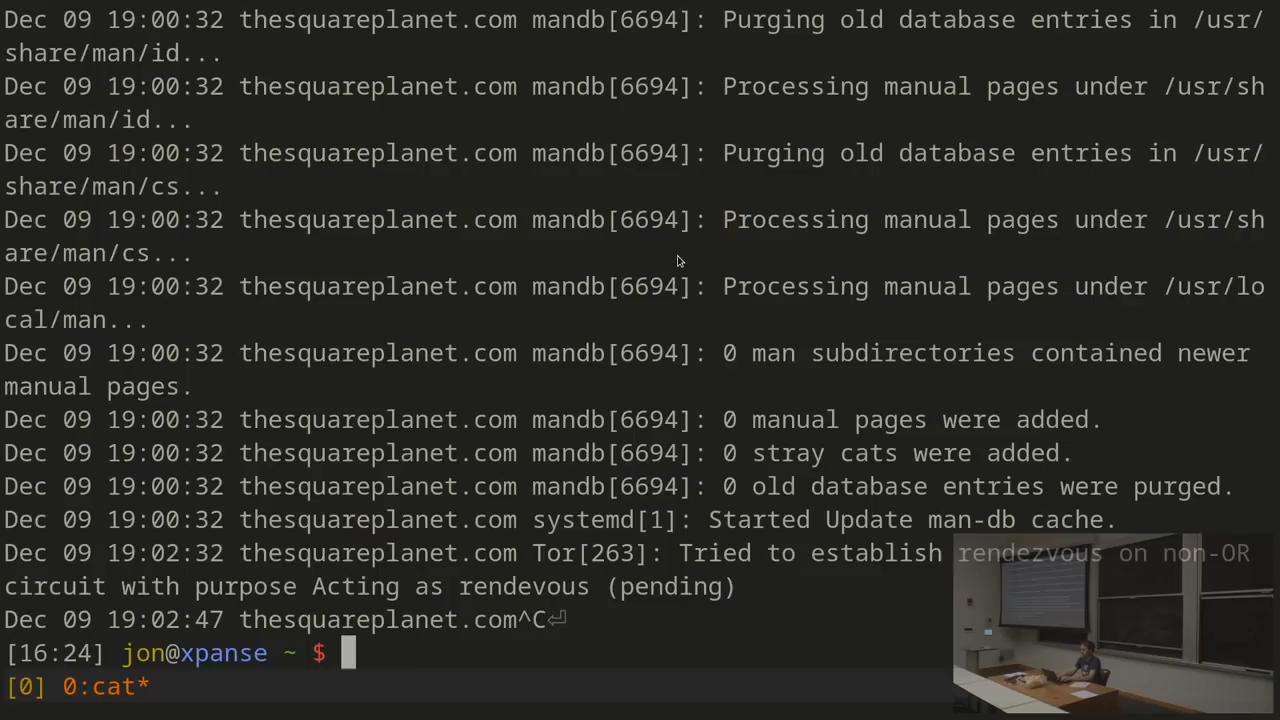 Dec 09 19:00:32 thesquareplanet.com mandb[6694]: Purging old database entries in /usr/
share/man/id...
Dec 09 19:00:32 thesquareplanet.com mandb[6694]: Processing manual pages under /usr/sh
are/man/id...
Dec 09 19:00:32 thesquareplanet.com mandb[6694]: Purging old database entries in /usr/
share/man/cs...
Dec 09 19:00:32 thesquareplanet.com mandb[6694]: Processing manual pages under /usr/sh
are/man/cs...
Dec 09 19:00:32 thesquareplanet.com mandb[6694]: Processing manual pages under /usr/lo
cal/man...
Dec 09 19:00:32 thesquareplanet.com mandb[6694]: 0 man subdirectories contained newer
manual pages.
Dec 09 19:00:32 thesquareplanet.com mandb[6694]: 0 manual pages were added.
Dec 09 19:00:32 thesquareplanet.com mandb[6694]: 0 stray cats were added.
Dec 09 19:00:32 thesquareplanet.com mandb[6694]: 0 old database entries were purged.
Dec 09 19:00:32 thesquareplanet.com systemd[1]: Started Update man-db cache.
Dec 09 19:02:32 thesquareplanet.com Tor[263]: Tried to establish rendezvous on non-OR
circuit with purpose Acting as rendevous (pending)
Dec 09 19:02:47 thesquareplanet.com^C⏎
[16:24] jon@xpanse ~ $
[0] 0:cat*